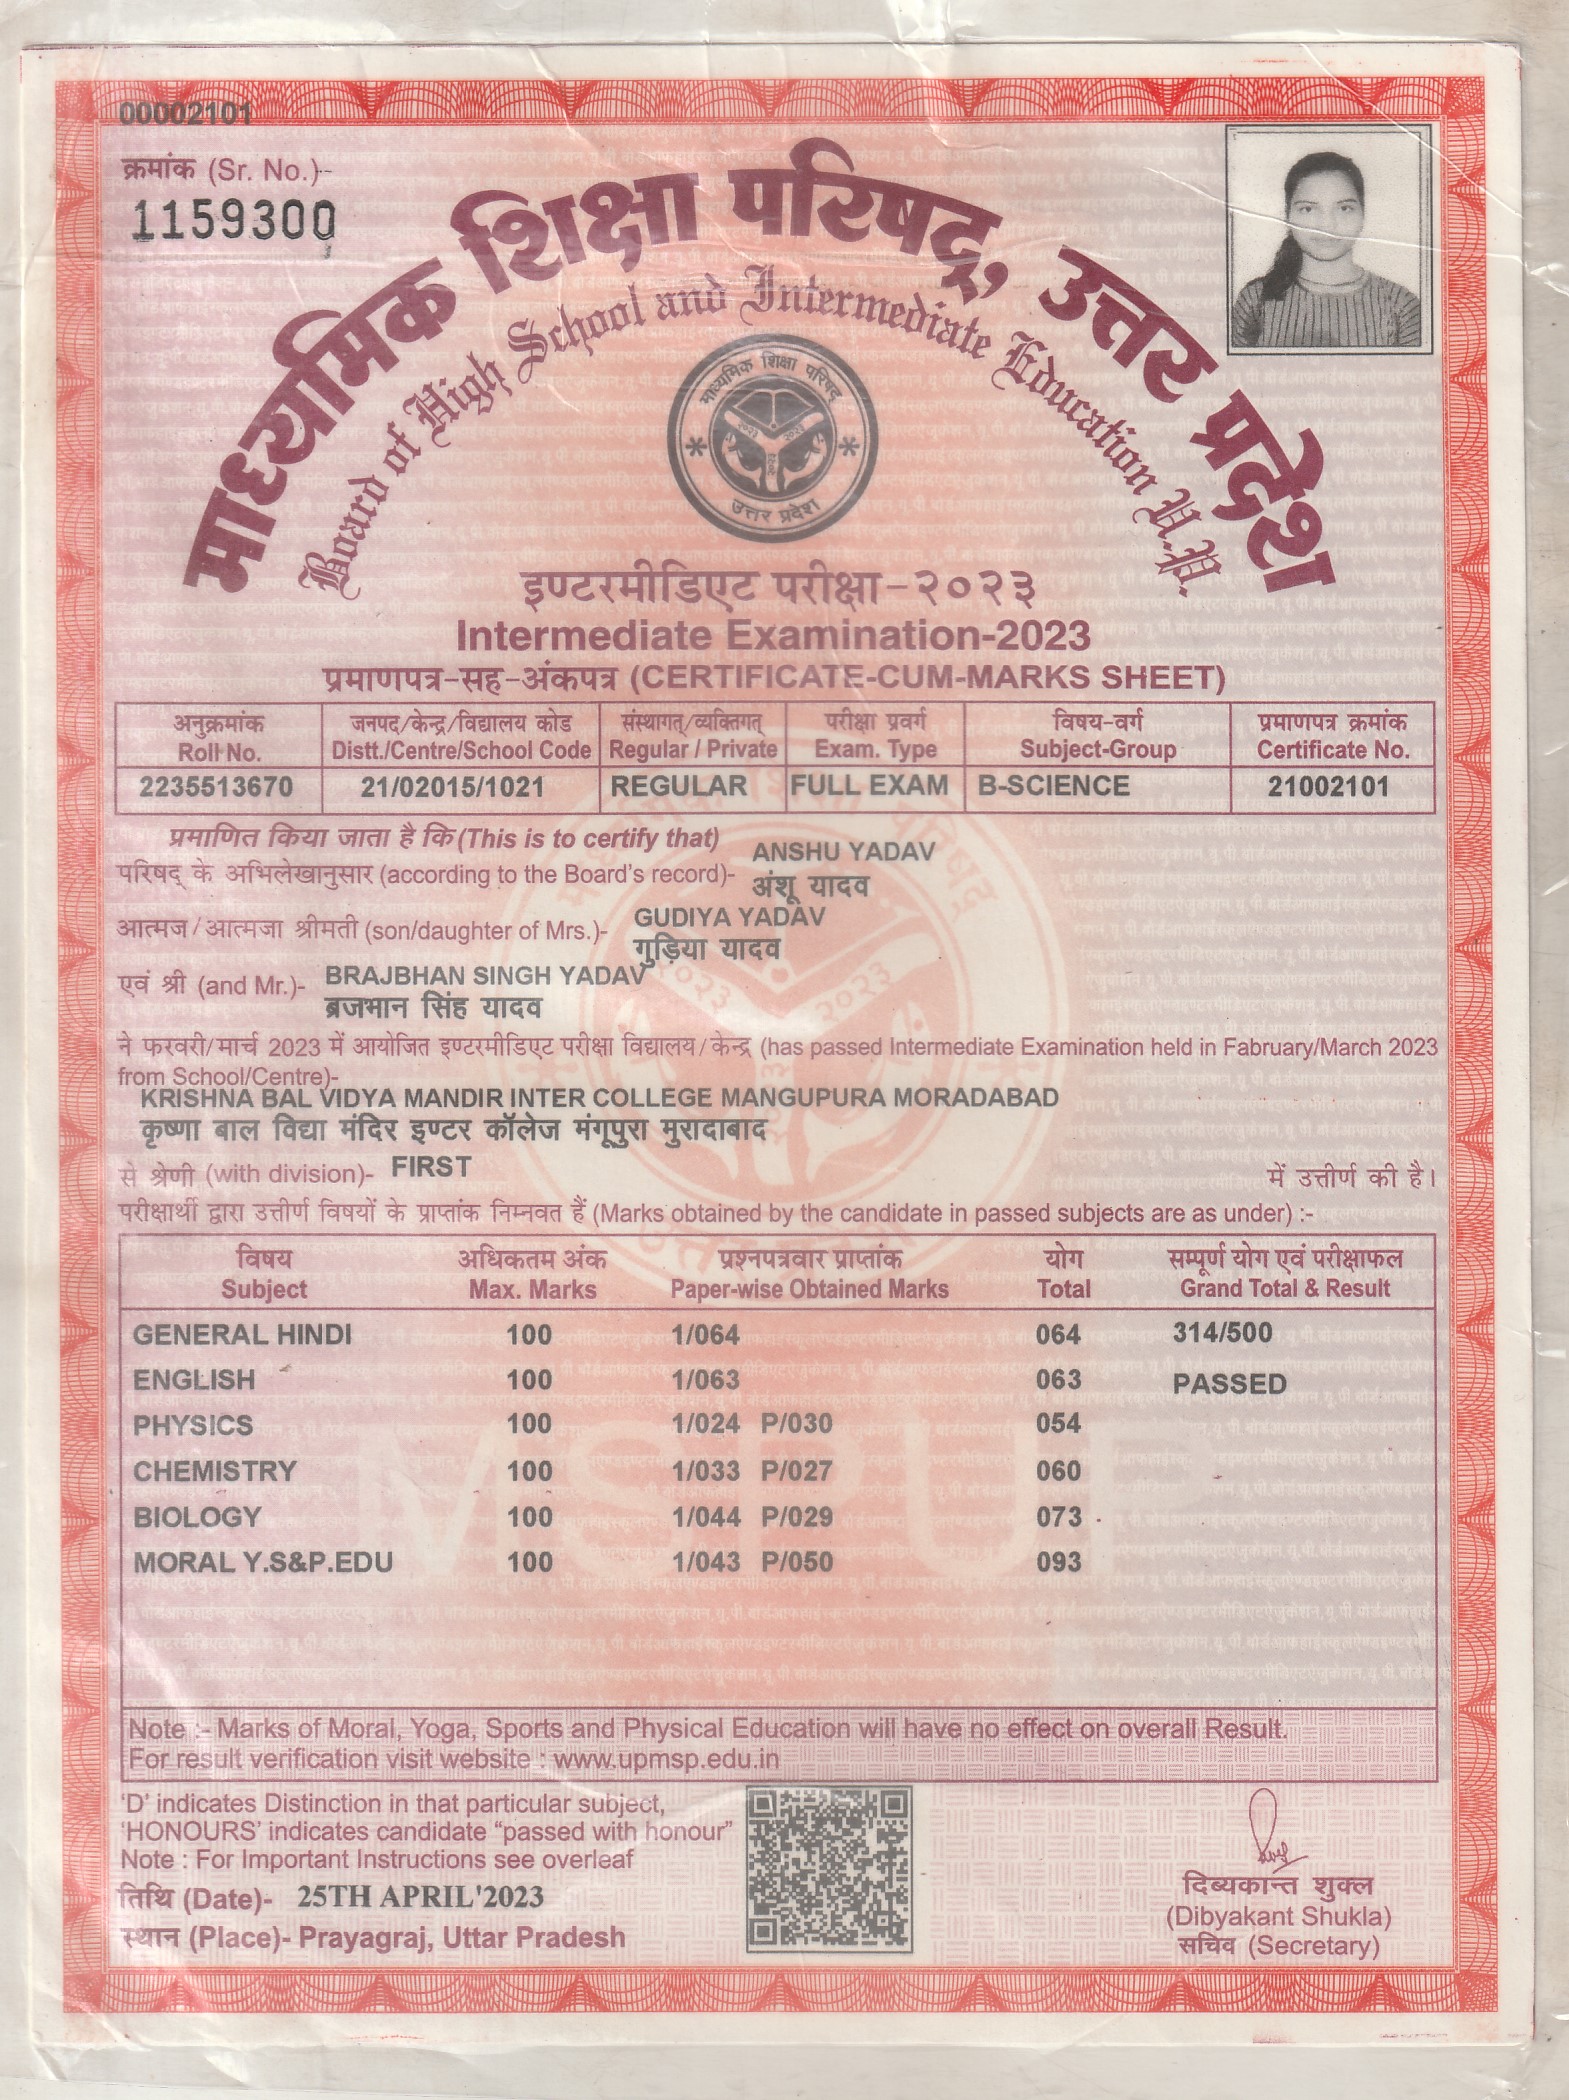 00002101
क्रमांक (Sr. No.)-
1159300
माध्यमिक शिक्षा परिषद्, उत्तर प्रदेश
Board of High School and Intermediate Education U.P.
माध्यमिक शिक्षा परिषद्
२०२३ २०२३
२०२३
उत्तर प्रदेश
इण्टरमीडिएट परीक्षा-२०२३
Intermediate Examination-2023
प्रमाणपत्र-सह-अंकपत्र (CERTIFICATE-CUM-MARKS SHEET)
अनुक्रमांक जनपद/केन्द्र/विद्यालय कोड संस्थागत्/व्यक्तिगत् परीक्षा प्रवर्ग विषय-वर्ग प्रमाणपत्र क्रमांक
Roll No. Distt./Centre/School Code Regular / Private Exam. Type Subject-Group Certificate No.
2235513670 21/02015/1021 REGULAR FULL EXAM B-SCIENCE 21002101
प्रमाणित किया जाता है कि (This is to certify that) ANSHU YADAV
परिषद् के अभिलेखानुसार (according to the Board's record)- अंशू यादव
आत्मज/आत्मजा श्रीमती (son/daughter of Mrs.)- GUDIYA YADAV
गुड़िया यादव
एवं श्री (and Mr.)- BRAJBHAN SINGH YADAV
ब्रजभान सिंह यादव
ने फरवरी/मार्च 2023 में आयोजित इण्टरमीडिएट परीक्षा विद्यालय/केन्द्र (has passed Intermediate Examination held in Fabruary/March 2023
from School/Centre)-
KRISHNA BAL VIDYA MANDIR INTER COLLEGE MANGUPURA MORADABAD
कृष्णा बाल विद्या मंदिर इण्टर कॉलेज मंगूपुरा मुरादाबाद
से श्रेणी (with division)- FIRST में उत्तीर्ण की है।
परीक्षार्थी द्वारा उत्तीर्ण विषयों के प्राप्तांक निम्नवत हैं (Marks obtained by the candidate in passed subjects are as under) :-
विषय अधिकतम अंक प्रश्नपत्रवार प्राप्तांक योग सम्पूर्ण योग एवं परीक्षाफल
Subject Max. Marks Paper-wise Obtained Marks Total Grand Total & Result
GENERAL HINDI 100 1/064 064 314/500
ENGLISH 100 1/063 063 PASSED
PHYSICS 100 1/024 P/030 054
CHEMISTRY 100 1/033 P/027 060
BIOLOGY 100 1/044 P/029 073
MORAL Y.S&P.EDU 100 1/043 P/050 093
MSPUP
Note :- Marks of Moral, Yoga, Sports and Physical Education will have no effect on overall Result.
For result verification visit website : www.upmsp.edu.in
'D' indicates Distinction in that particular subject,
'HONOURS' indicates candidate "passed with honour"
Note : For Important Instructions see overleaf
तिथि (Date)- 25TH APRIL'2023
स्थान (Place)- Prayagraj, Uttar Pradesh
दिब्यकान्त शुक्ल
(Dibyakant Shukla)
सचिव (Secretary)